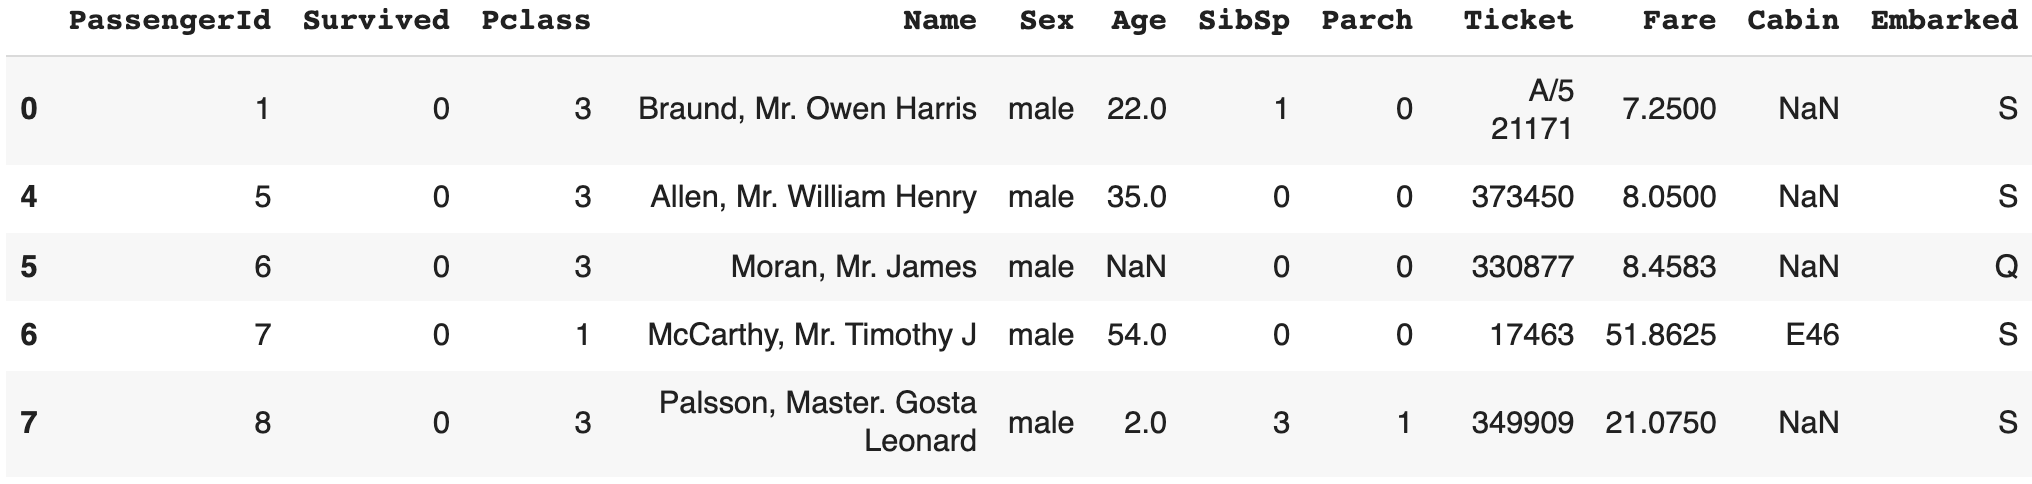 PassengerId Survived Pclass Name Sex Age SibSp Parch Ticket Fare Cabin Embarked
0 1 0 3 Braund, Mr. Owen Harris male 22.0 1 0 A/5 21171 7.2500 NaN S
4 5 0 3 Allen, Mr. William Henry male 35.0 0 0 373450 8.0500 NaN S
5 6 0 3 Moran, Mr. James male NaN 0 0 330877 8.4583 NaN Q
6 7 0 1 McCarthy, Mr. Timothy J male 54.0 0 0 17463 51.8625 E46 S
7 8 0 3 Palsson, Master. Gosta Leonard male 2.0 3 1 349909 21.0750 NaN S